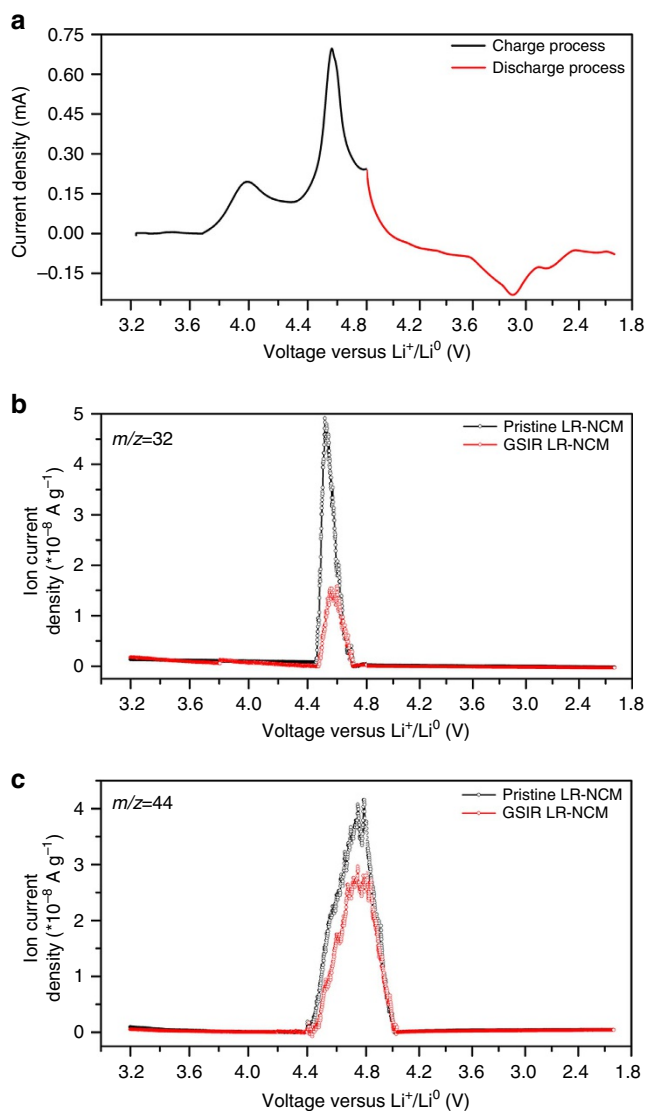 a
0.75
0.60
0.45
0.30
0.15
0.00
−0.15
Current density (mA)
Charge process
Discharge process
3.2 3.6 4.0 4.4 4.8 4.2 3.6 3.0 2.4 1.8
Voltage versus Li⁺/Li⁰ (V)
b
m/z=32
5
4
3
2
1
0
Ion current
density (*10⁻⁸ A g⁻¹)
Pristine LR-NCM
GSIR LR-NCM
3.2 3.6 4.0 4.4 4.8 4.2 3.6 3.0 2.4 1.8
Voltage versus Li⁺/Li⁰ (V)
c
m/z=44
4
3
2
1
0
Ion current
density (*10⁻⁸ A g⁻¹)
Pristine LR-NCM
GSIR LR-NCM
3.2 3.6 4.0 4.4 4.8 4.2 3.6 3.0 2.4 1.8
Voltage versus Li⁺/Li⁰ (V)